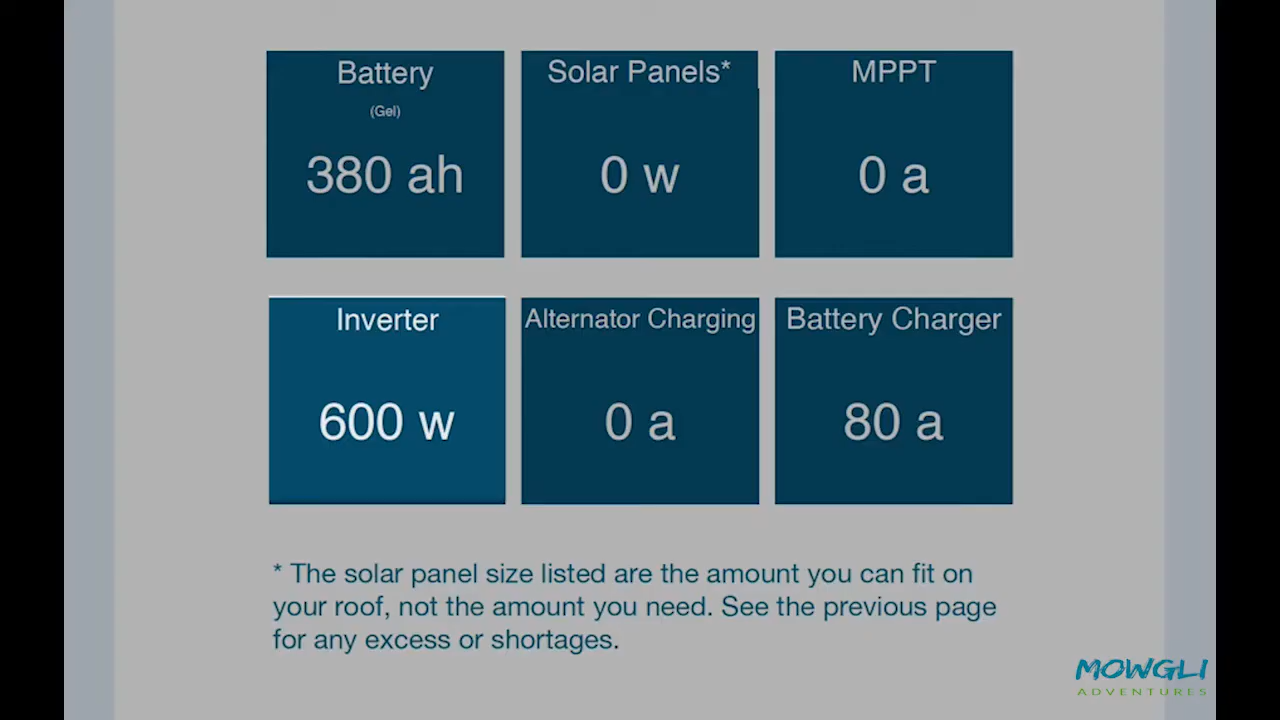 Battery
(Gel)
380 ah
Solar Panels*
0 w
MPPT
0 a
Inverter
600 w
Alternator Charging
0 a
Battery Charger
80 a
* The solar panel size listed are the amount you can fit on
your roof, not the amount you need. See the previous page
for any excess or shortages.
MOWGLI
ADVENTURES